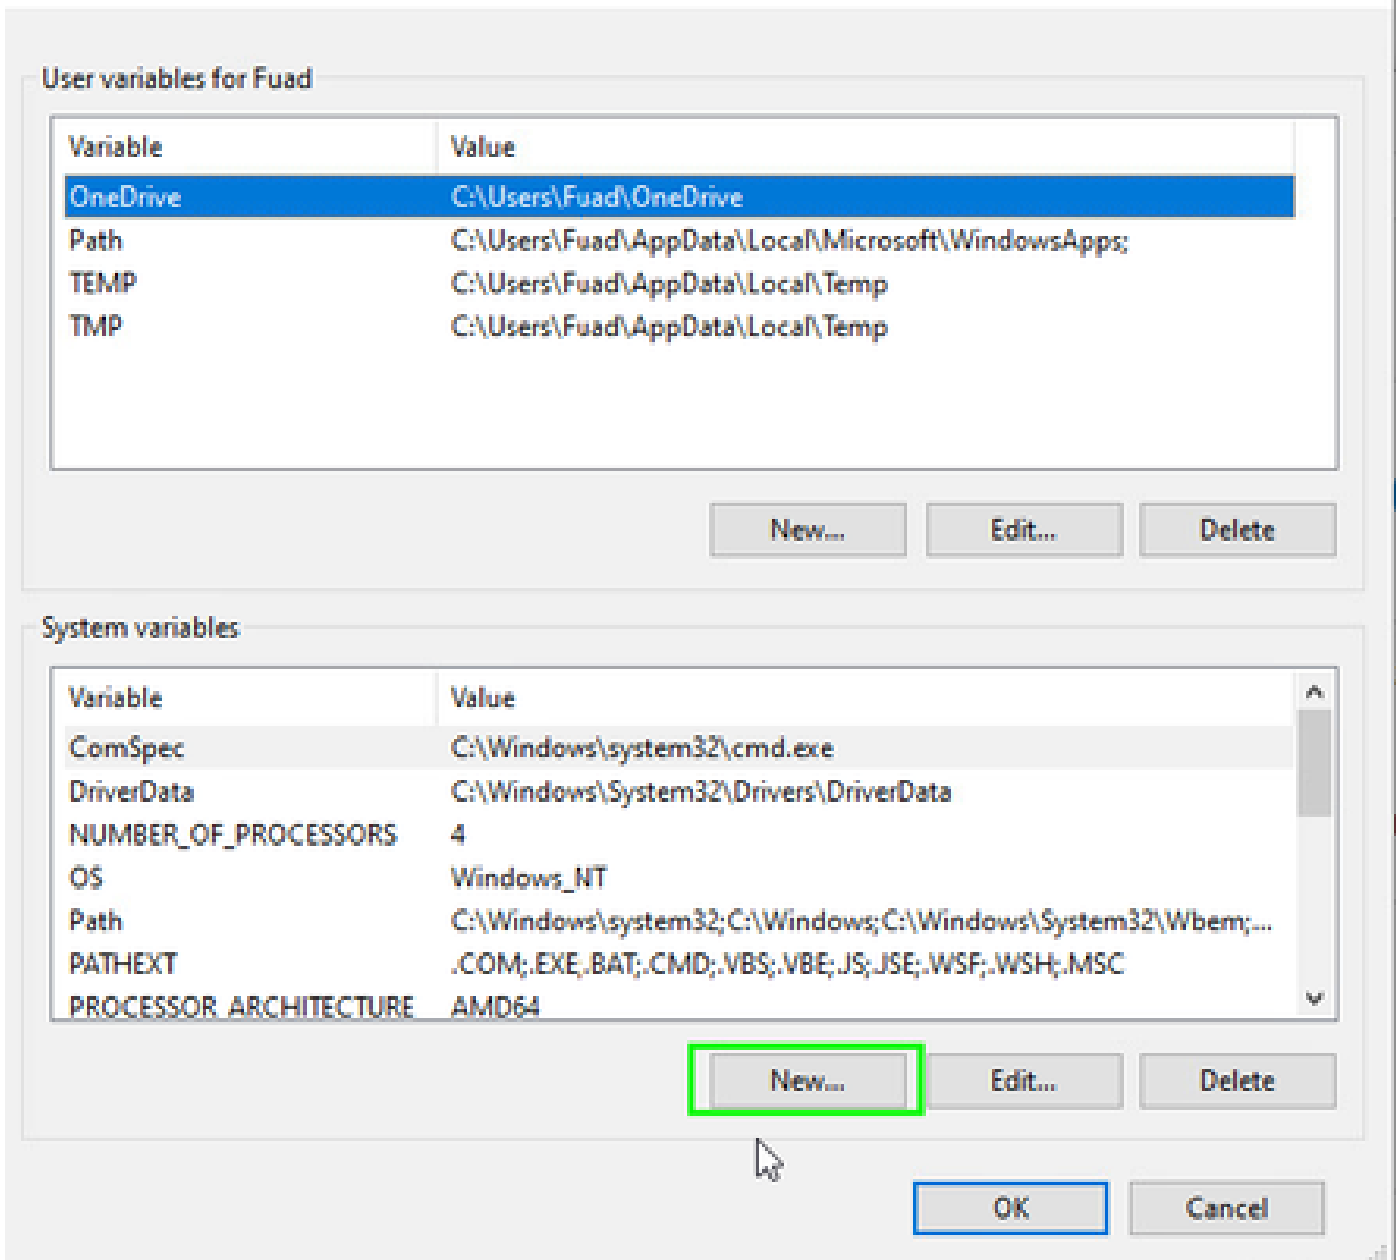 User variables for Fuad
Variable Value
OneDrive C:\Users\Fuad\OneDrive
Path C:\Users\Fuad\AppData\Local\Microsoft\WindowsApps;
TEMP C:\Users\Fuad\AppData\Local\Temp
TMP C:\Users\Fuad\AppData\Local\Temp
New... Edit... Delete
System variables
Variable Value
ComSpec C:\Windows\system32\cmd.exe
DriverData C:\Windows\System32\Drivers\DriverData
NUMBER_OF_PROCESSORS 4
OS Windows_NT
Path C:\Windows\system32;C:\Windows;C:\Windows\System32\Wbem;...
PATHEXT .COM;.EXE;.BAT;.CMD;.VBS;.VBE;.JS;.JSE;.WSF;.WSH;.MSC
PROCESSOR_ARCHITECTURE AMD64
New... Edit... Delete
OK Cancel